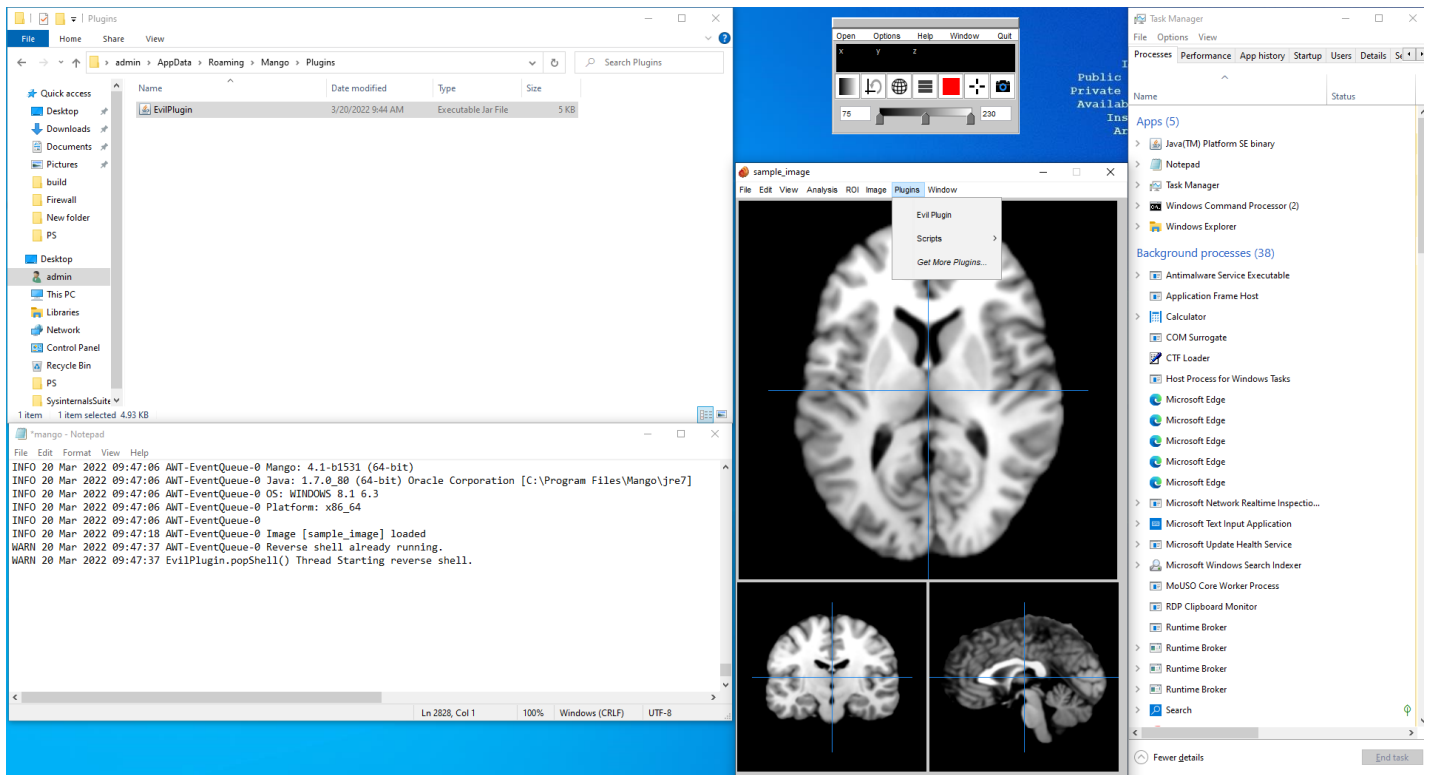 Plugins
File Home Share View
admin > AppData > Roaming > Mango > Plugins
Search Plugins
Quick access
Desktop
Downloads
Documents
Pictures
build
Firewall
New folder
PS
Desktop
admin
This PC
Libraries
Network
Control Panel
Recycle Bin
PS
SysinternalsSuite
Name Date modified Type Size
EvilPlugin 3/20/2022 9:44 AM Executable Jar File 5 KB
1 item 1 item selected 4.93 KB
*mango - Notepad
File Edit Format View Help
INFO 20 Mar 2022 09:47:06 AWT-EventQueue-0 Mango: 4.1-b1531 (64-bit)
INFO 20 Mar 2022 09:47:06 AWT-EventQueue-0 Java: 1.7.0_80 (64-bit) Oracle Corporation [C:\Program Files\Mango\jre7]
INFO 20 Mar 2022 09:47:06 AWT-EventQueue-0 OS: WINDOWS 8.1 6.3
INFO 20 Mar 2022 09:47:06 AWT-EventQueue-0 Platform: x86_64
INFO 20 Mar 2022 09:47:06 AWT-EventQueue-0
INFO 20 Mar 2022 09:47:18 AWT-EventQueue-0 Image [sample_image] loaded
WARN 20 Mar 2022 09:47:37 AWT-EventQueue-0 Reverse shell already running.
WARN 20 Mar 2022 09:47:37 EvilPlugin.popShell() Thread Starting reverse shell.
Ln 2828, Col 1 100% Windows (CRLF) UTF-8
Open Options Help Window Quit
x y z
75 230
I
Public
Private
Availab
Ins
Ar
sample_image
File Edit View Analysis ROI Image Plugins Window
Evil Plugin
Scripts
Get More Plugins...
Task Manager
File Options View
Processes Performance App history Startup Users Details Se
Name Status
Apps (5)
Java(TM) Platform SE binary
Notepad
Task Manager
Windows Command Processor (2)
Windows Explorer
Background processes (38)
Antimalware Service Executable
Application Frame Host
Calculator
COM Surrogate
CTF Loader
Host Process for Windows Tasks
Microsoft Edge
Microsoft Edge
Microsoft Edge
Microsoft Edge
Microsoft Edge
Microsoft Network Realtime Inspectio...
Microsoft Text Input Application
Microsoft Update Health Service
Microsoft Windows Search Indexer
MoUSO Core Worker Process
RDP Clipboard Monitor
Runtime Broker
Runtime Broker
Runtime Broker
Runtime Broker
Search
Fewer details
End task